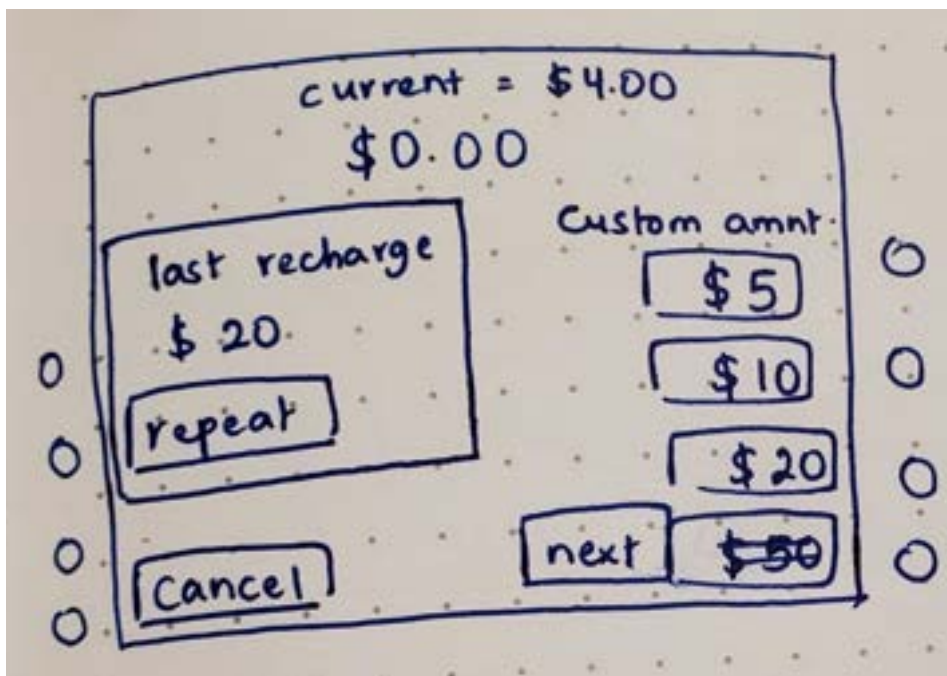 current = $4.00
$0.00
last recharge
$ 20
repeat
Custom amnt.
$5
$10
$20
$50
next
cancel